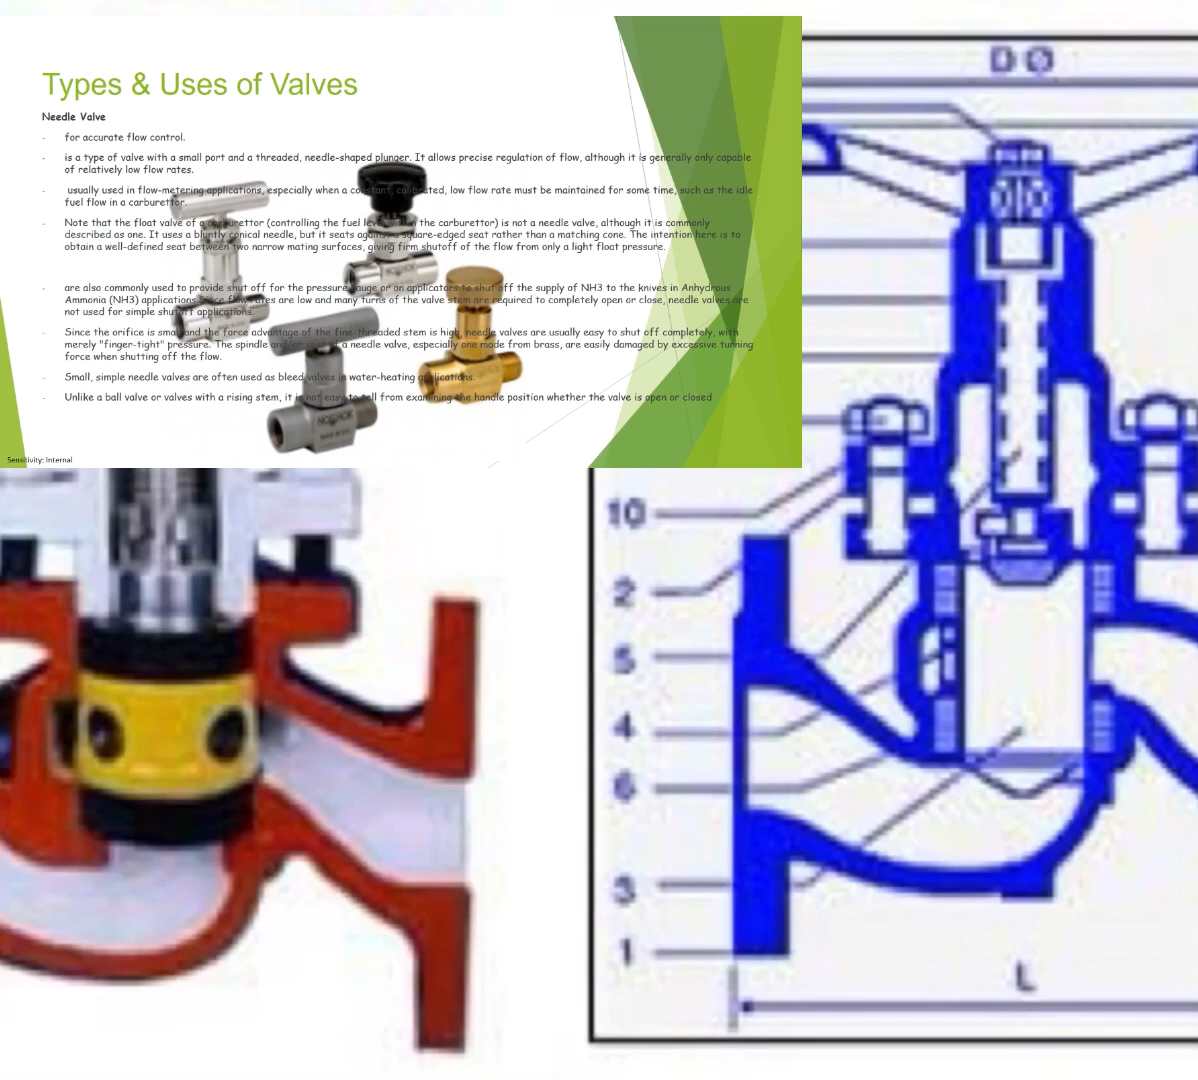 Types & Uses of Valves
Needle Valve
- for accurate flow control.
- is a type of valve with a small port and a threaded, needle-shaped plunger. It allows precise regulation of flow, although it is generally only capable
of relatively low flow rates.
- usually used in flow-metering applications, especially when a constant, calibrated, low flow rate must be maintained for some time, such as the idle
fuel flow in a carburettor.
- Note that the float valve of a carburettor (controlling the fuel level in the carburettor) is not a needle valve, although it is commonly
described as one. It uses a bluntly conical needle, but it seats against a square-edged seat rather than a matching cone. The intention here is to
obtain a well-defined seat between two narrow mating surfaces, giving firm shutoff of the flow from only a light float pressure.
- are also commonly used to provide shut off for the pressure gauge or on applicators to shut off the supply of NH3 to the knives in Anhydrous
Ammonia (NH3) applications. Since flow rates are low and many turns of the valve stem are required to completely open or close, needle valves are
not used for simple shutoff applications.
- Since the orifice is small and the force advantage of the fine-threaded stem is high, needle valves are usually easy to shut off completely, with
merely "finger-tight" pressure. The spindle and/or seat of a needle valve, especially one made from brass, are easily damaged by excessive turning
force when shutting off the flow.
- Small, simple needle valves are often used as bleed valves in water-heating applications.
- Unlike a ball valve or valves with a rising stem, it is not easy to tell from examining the handle position whether the valve is open or closed
Sensitivity: Internal
D Ø
10
2
5
4
6
3
1
L